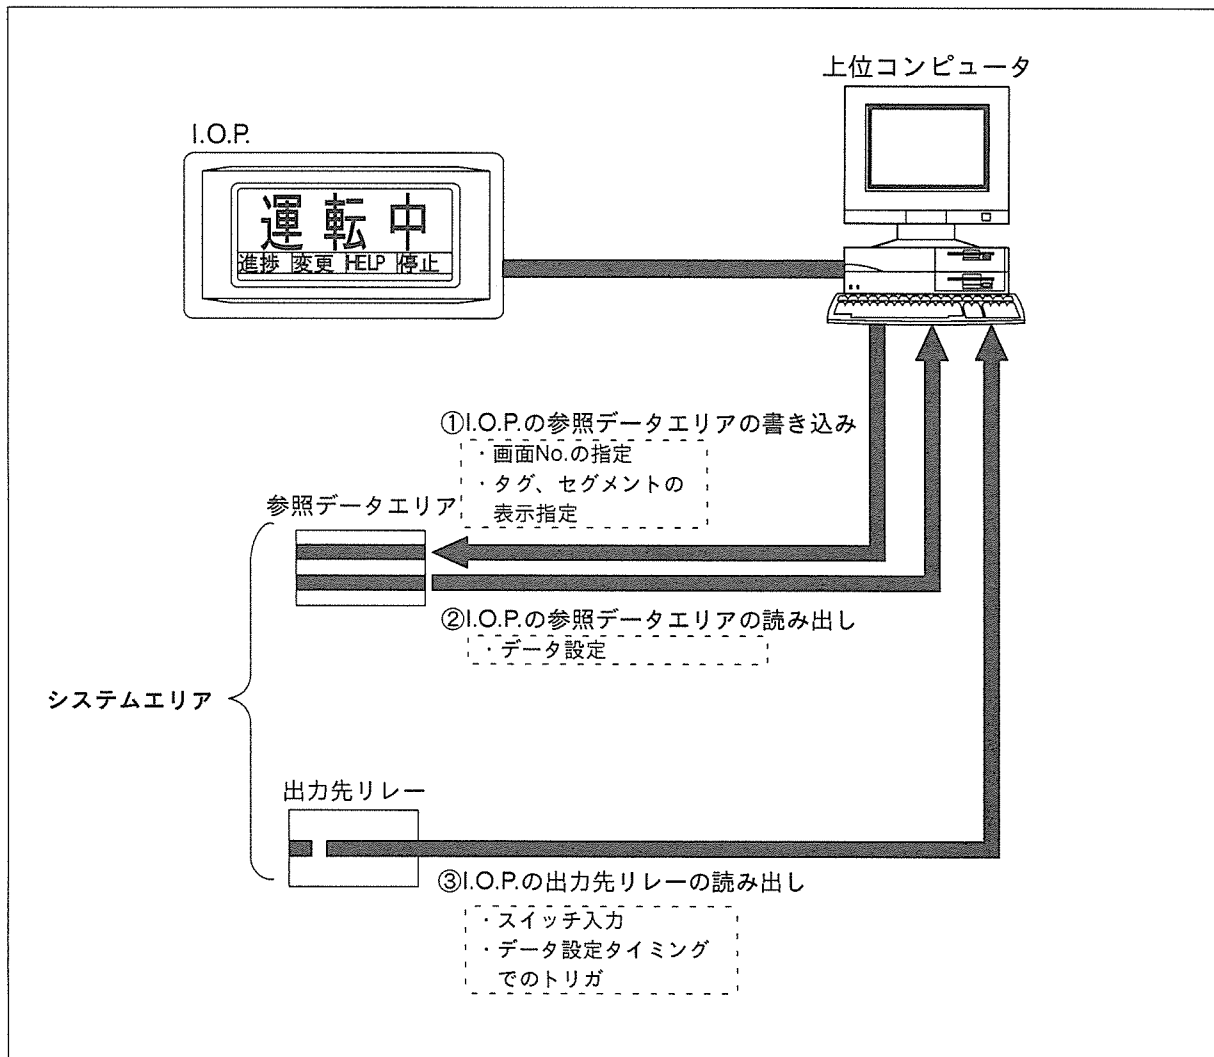 上位コンピュータ
I.O.P.
運転中
進捗 変更 HELP 停止
①I.O.P.の参照データエリアの書き込み
・画面No.の指定
・タグ、セグメントの
表示指定
参照データエリア
②I.O.P.の参照データエリアの読み出し
・データ設定
システムエリア
出力先リレー
③I.O.P.の出力先リレーの読み出し
・スイッチ入力
・データ設定タイミング
でのトリガ